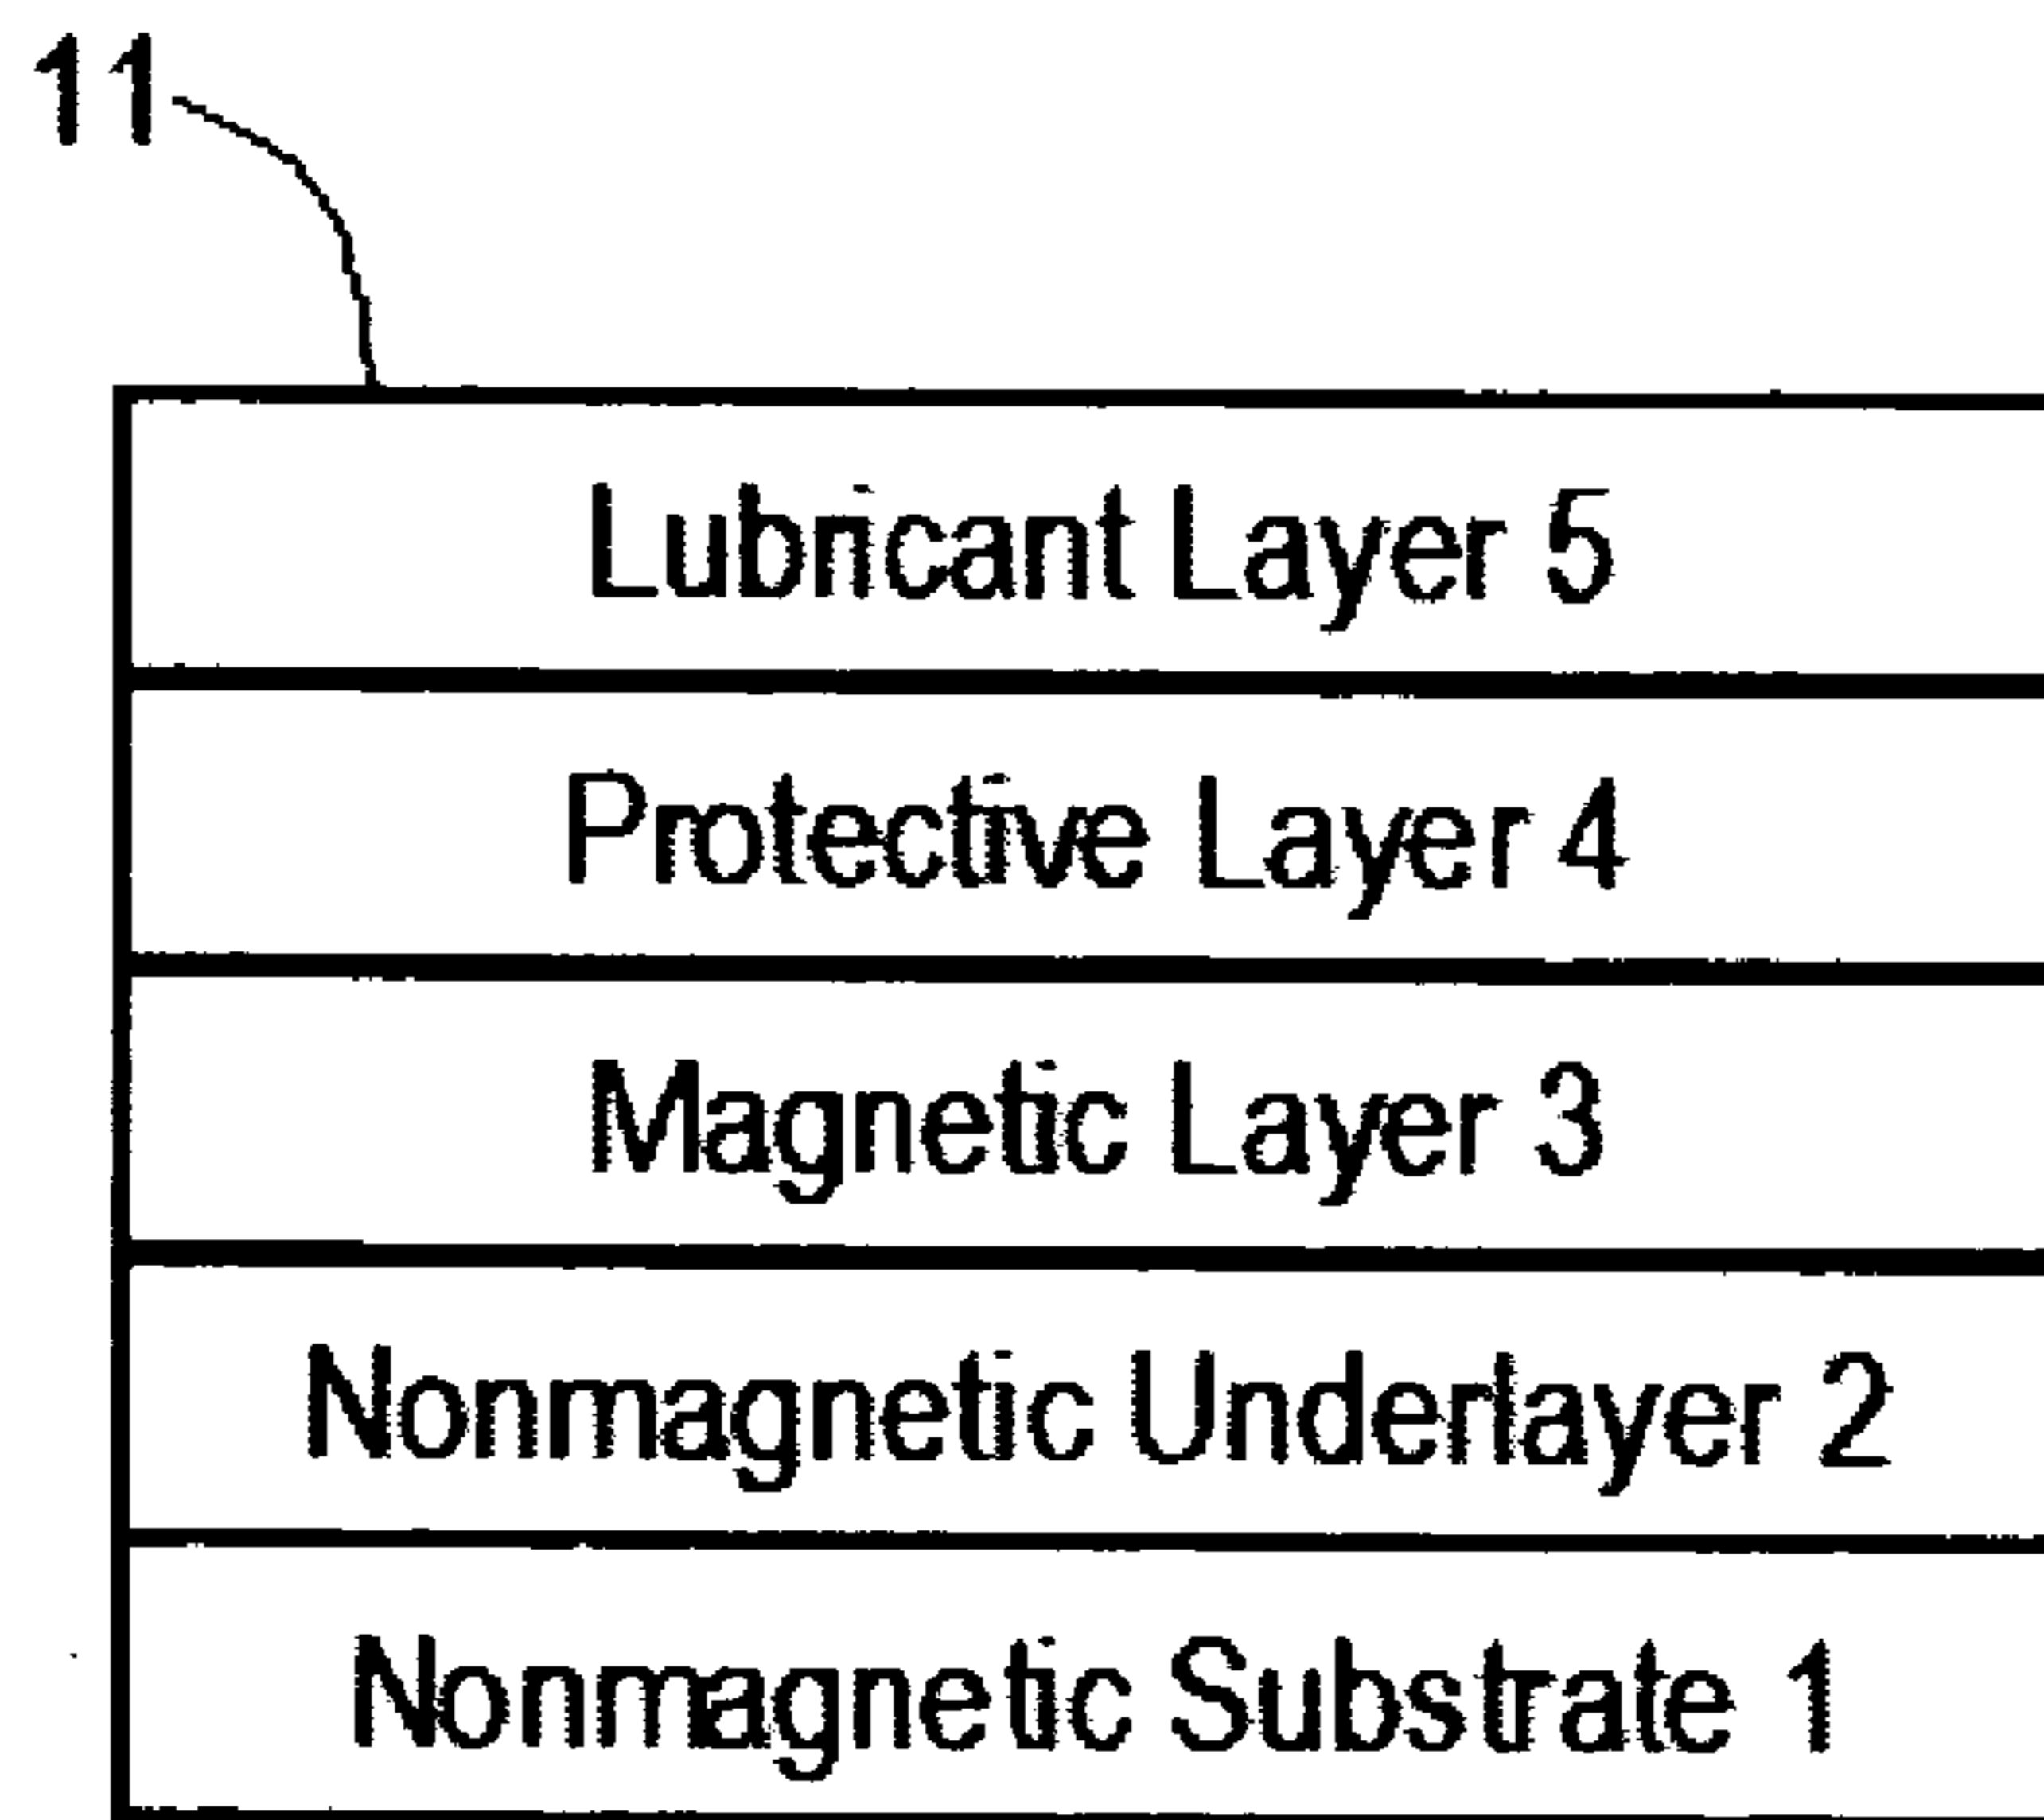 11
Lubricant Layer 5
Protective Layer 4
Magnetic Layer 3
Nonmagnetic Underlayer 2
Nonmagnetic Substrate 1